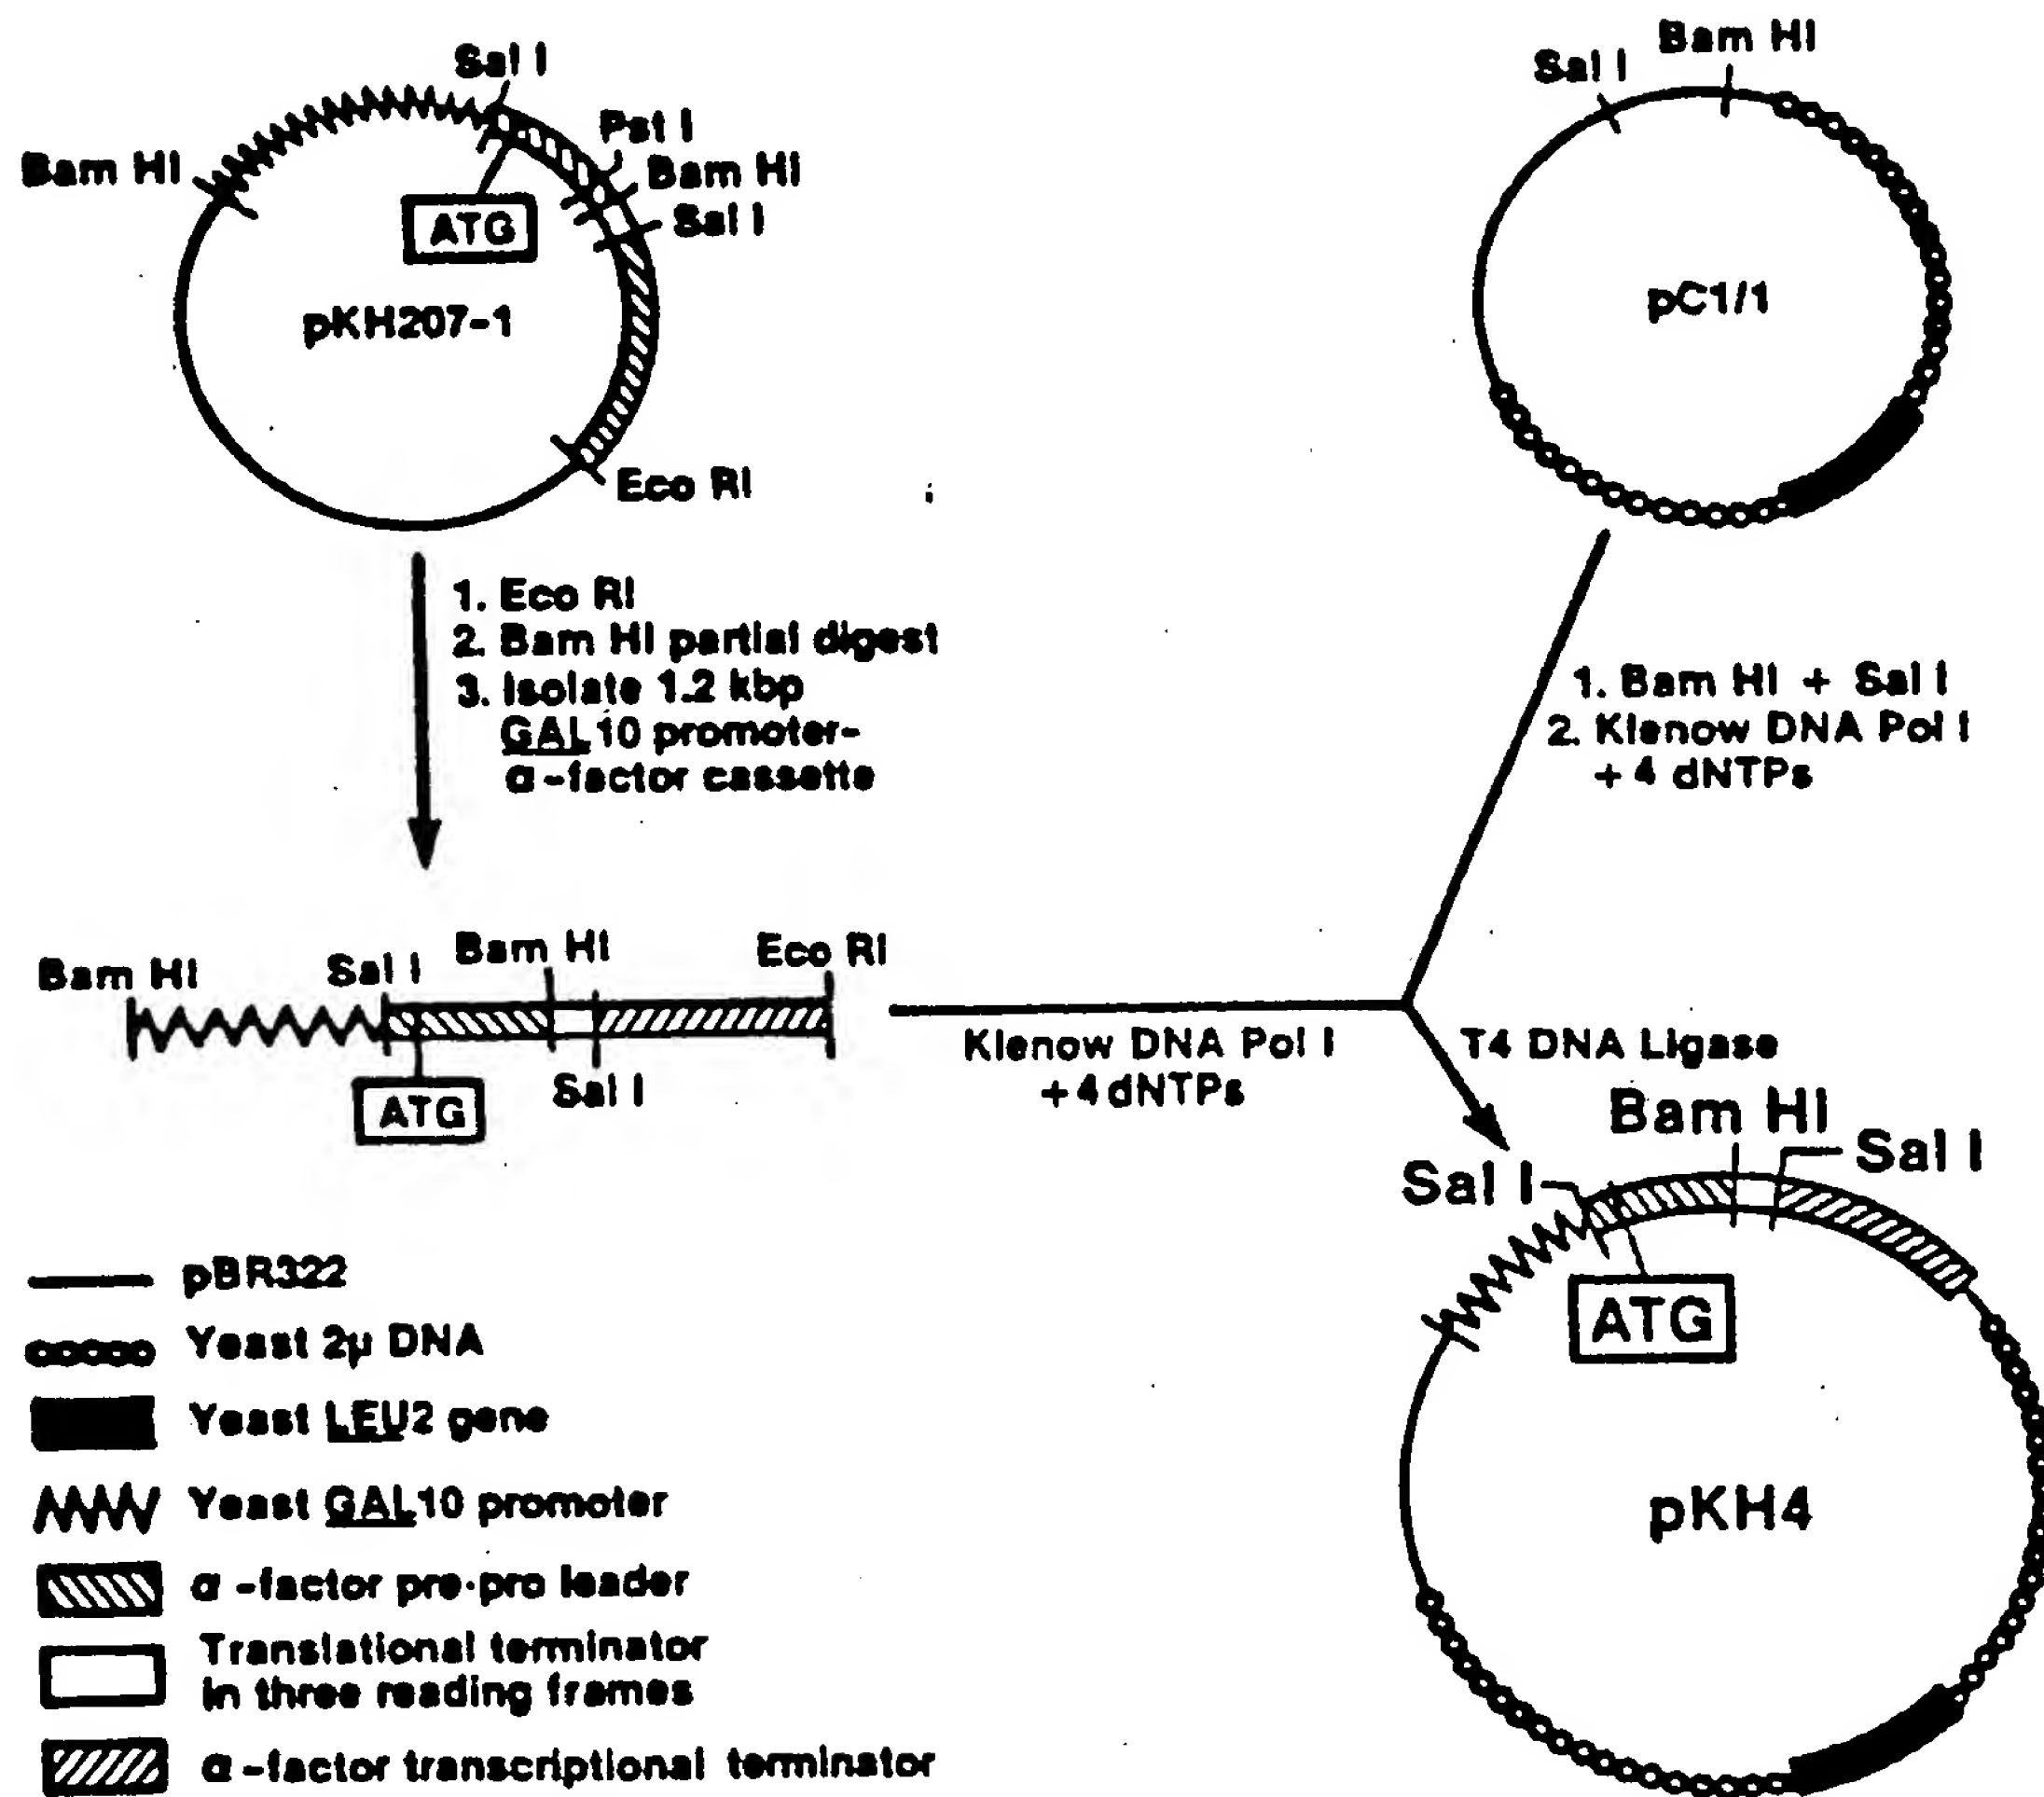 Sal I
Pst I
Bam HI
Bam HI
Sal I
ATG
pKH207-1
Eco RI
Sal I
Bam HI
pC1/1
1. Eco RI
2. Bam HI partial digest
3. Isolate 1.2 kbp
GAL10 promoter-
α-factor cassette
1. Bam HI + Sal I
2. Klenow DNA Pol I
+ 4 dNTPs
Bam HI
Sal I
Bam HI
Eco RI
ATG
Sal I
Klenow DNA Pol I
+4dNTPs
T4 DNA Ligase
Bam HI
Sal I
Sal I
ATG
pKH4
pBR322
Yeast 2μ DNA
Yeast LEU2 gene
Yeast GAL10 promoter
α-factor pre-pro leader
Translational terminator
in three reading frames
α-factor transcriptional terminator